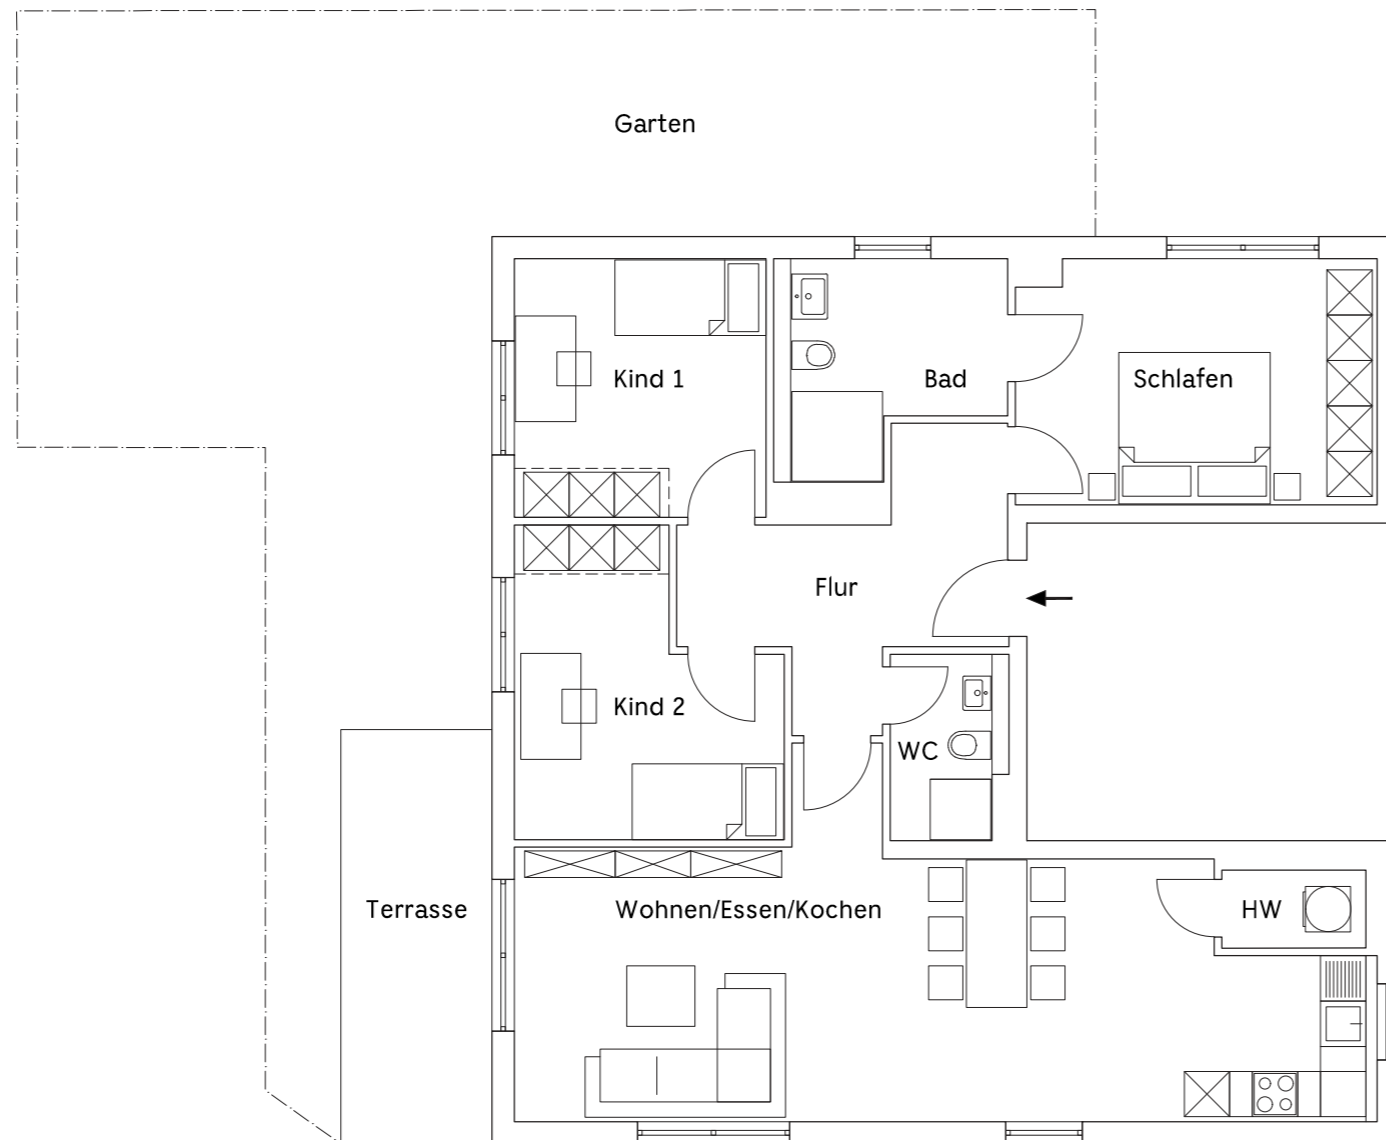 Garten
Kind 1
Bad
Schlafen
Flur
Kind 2
WC
Terrasse
Wohnen/Essen/Kochen
HW